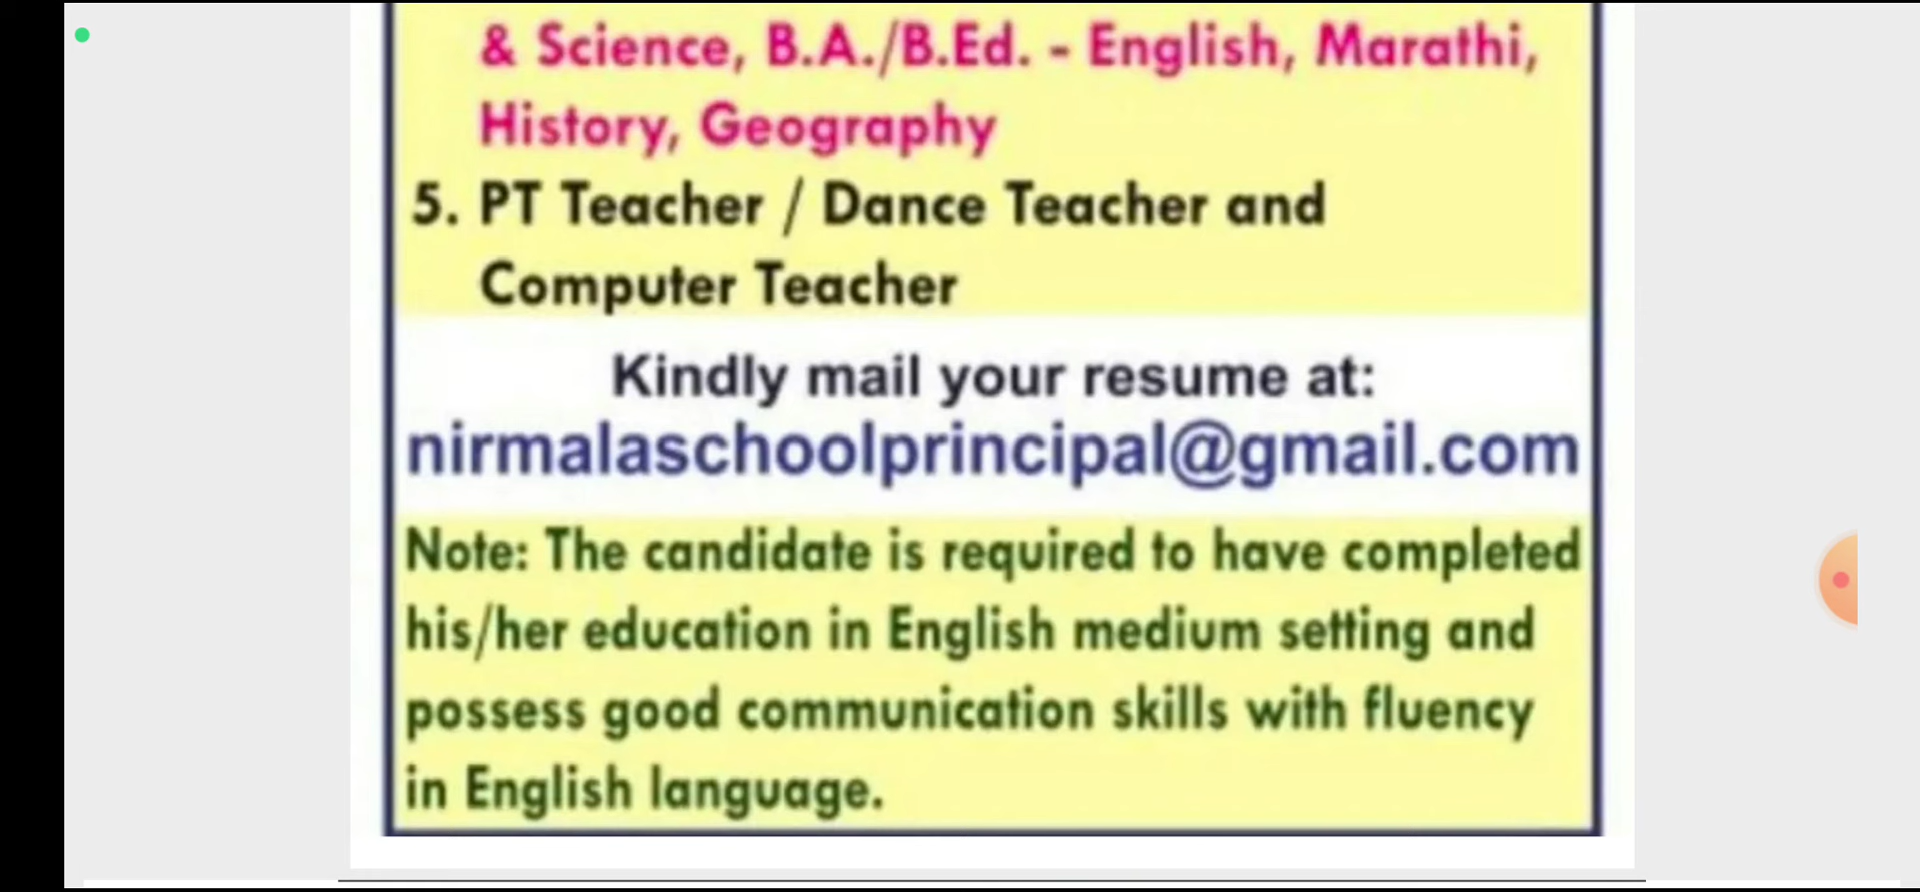 & Science, B.A./B.Ed. - English, Marathi,
History, Geography
5. PT Teacher / Dance Teacher and
Computer Teacher
Kindly mail your resume at:
nirmalaschoolprincipal@gmail.com
Note: The candidate is required to have completed
his/her education in English medium setting and
possess good communication skills with fluency
in English language.